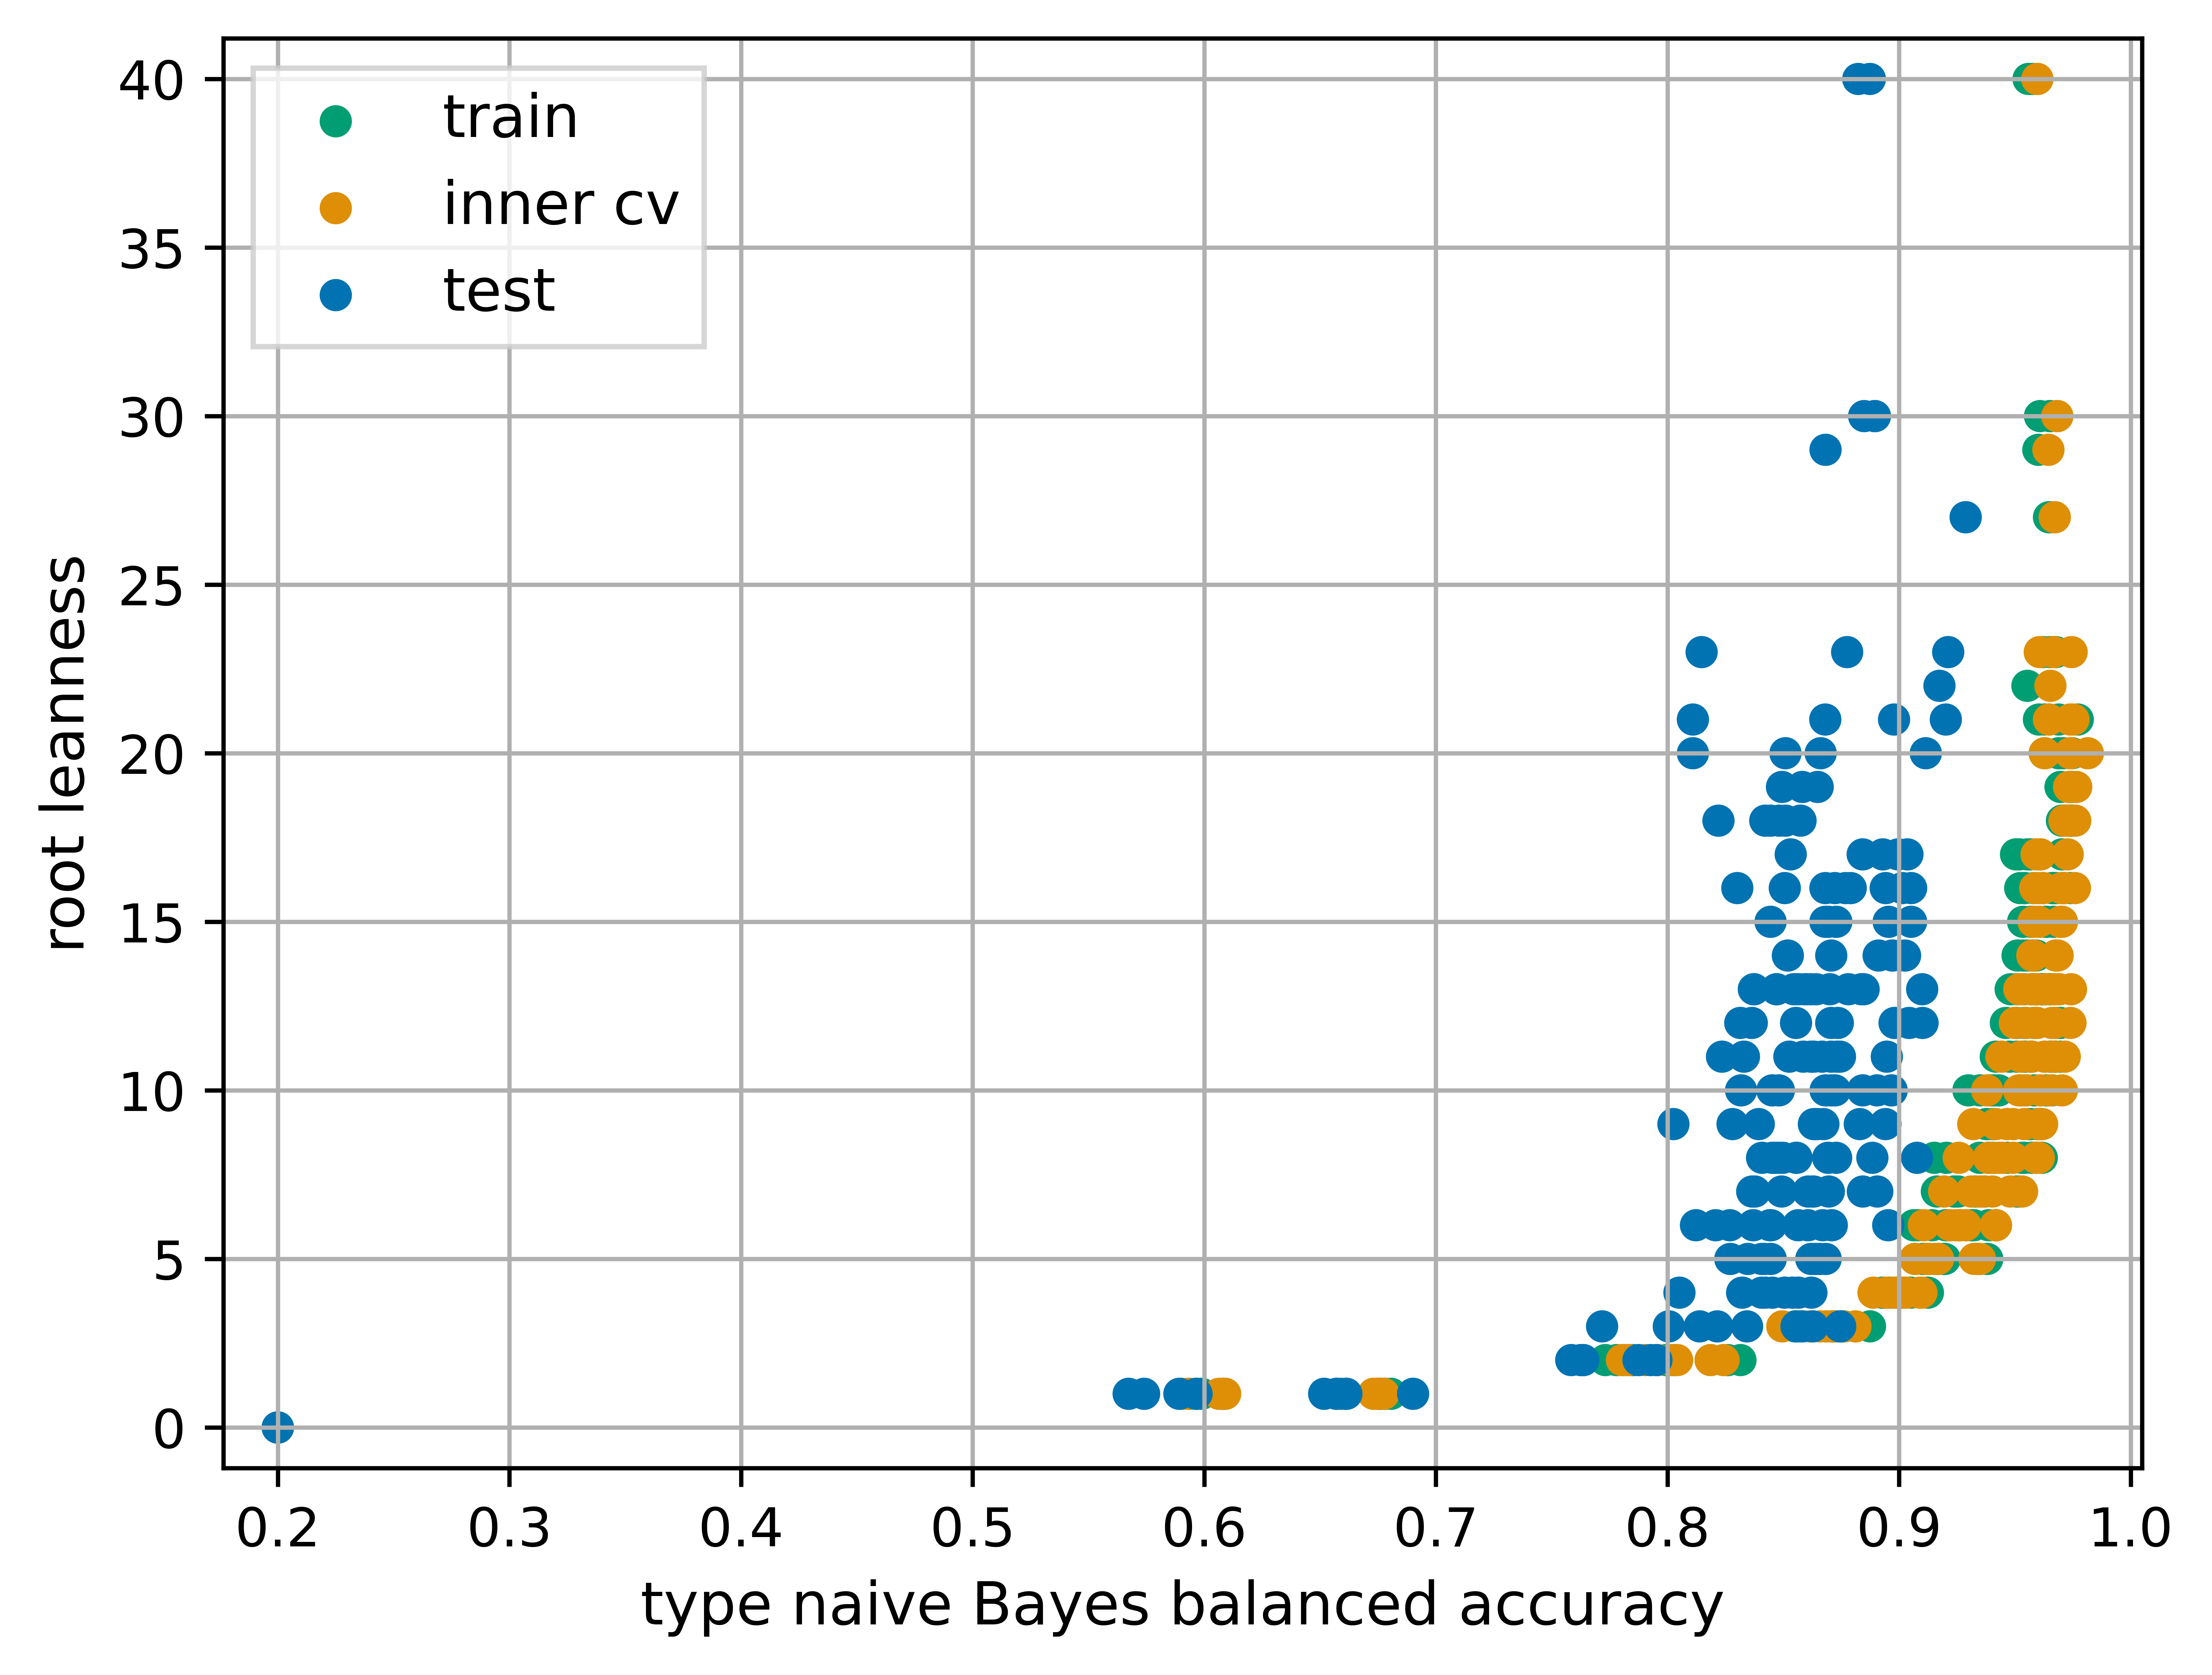 train
inner cv
test
root leanness
40
35
30
25
20
15
10
5
0
0.2 0.3 0.4 0.5 0.6 0.7 0.8 0.9 1.0
type naive Bayes balanced accuracy